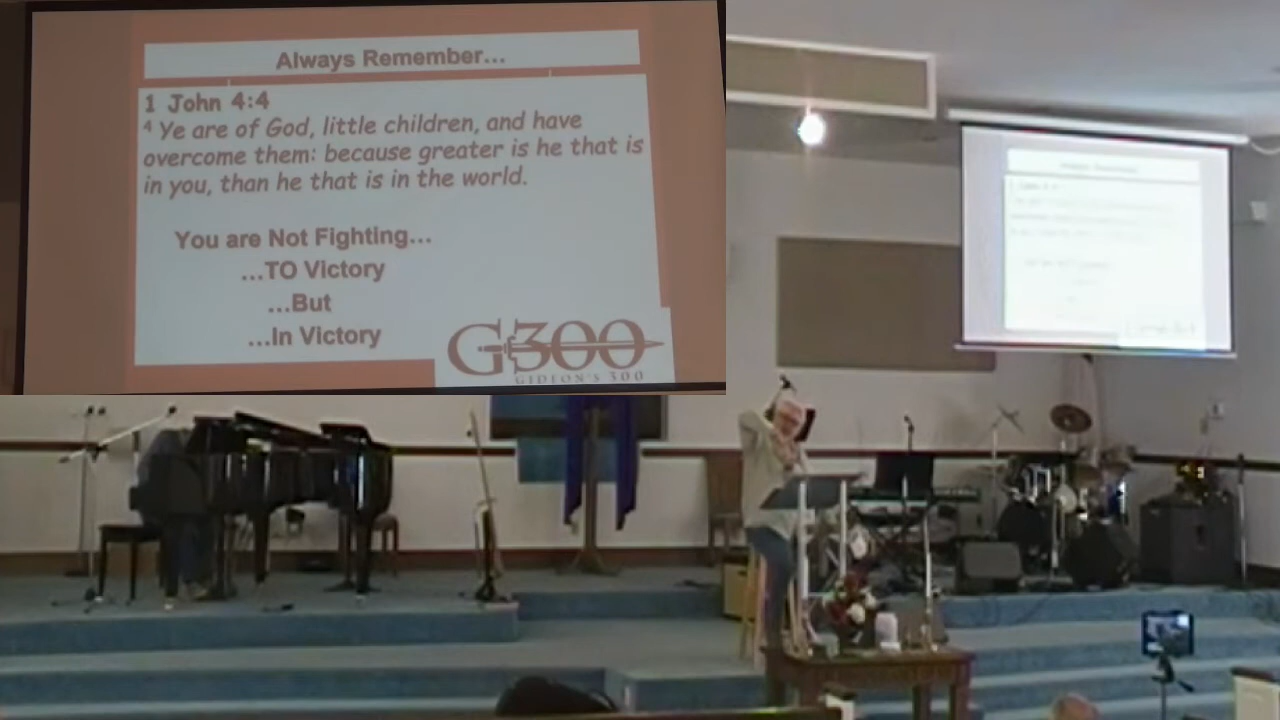 Always Remember...
1 John 4:4
4 Ye are of God, little children, and have
overcome them: because greater is he that is
in you, than he that is in the world.
You are Not Fighting...
...TO Victory
...But
...In Victory
G300
GIDEON'S 300